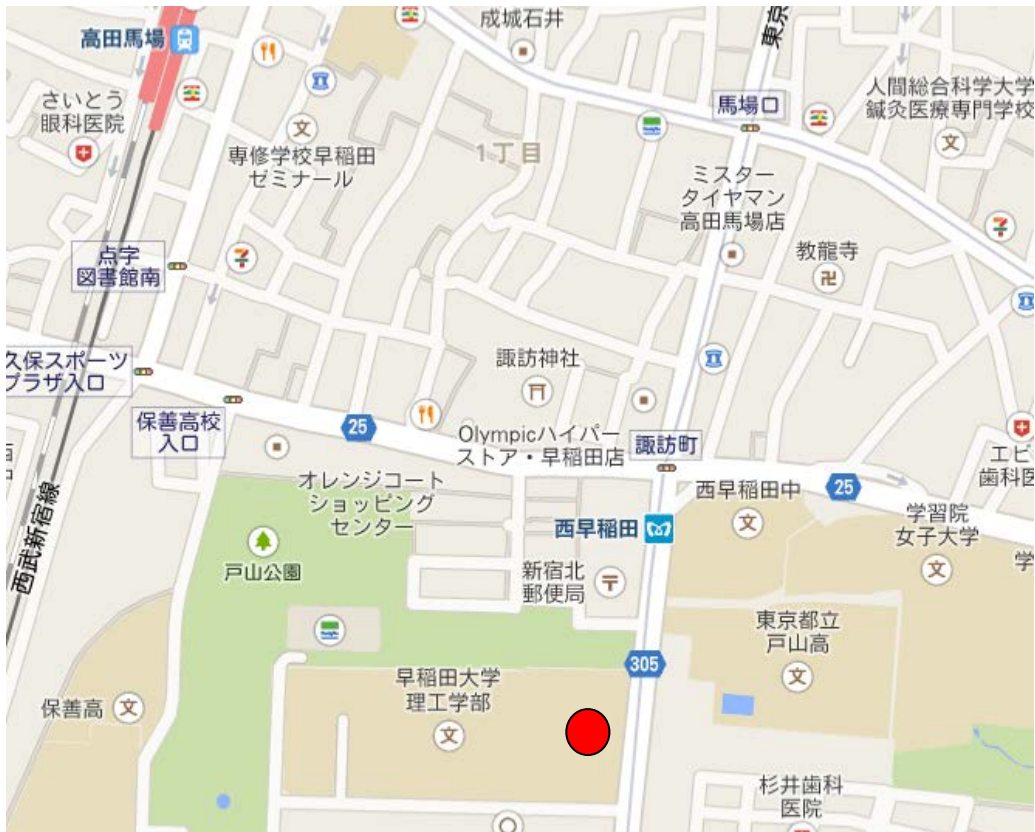 高田馬場
成城石井
東京
さいとう
眼科医院
馬場口
人間総合科学大学
鍼灸医療専門学校
専修学校早稲田
ゼミナール
1丁目
ミスター
タイヤマン
高田馬場店
点字
図書館南
教龍寺
久保スポーツ
プラザ入口
諏訪神社
保善高校
入口
25
Olympicハイパー
ストア・早稲田店
諏訪町
エビ
歯科医
オレンジコート
ショッピング
センター
西早稲田中
25
学習院
女子大学
西早稲田
学
西武新宿線
戸山公園
新宿北
郵便局
東京都立
戸山高
305
早稲田大学
理工学部
保善高
杉井歯科
医院